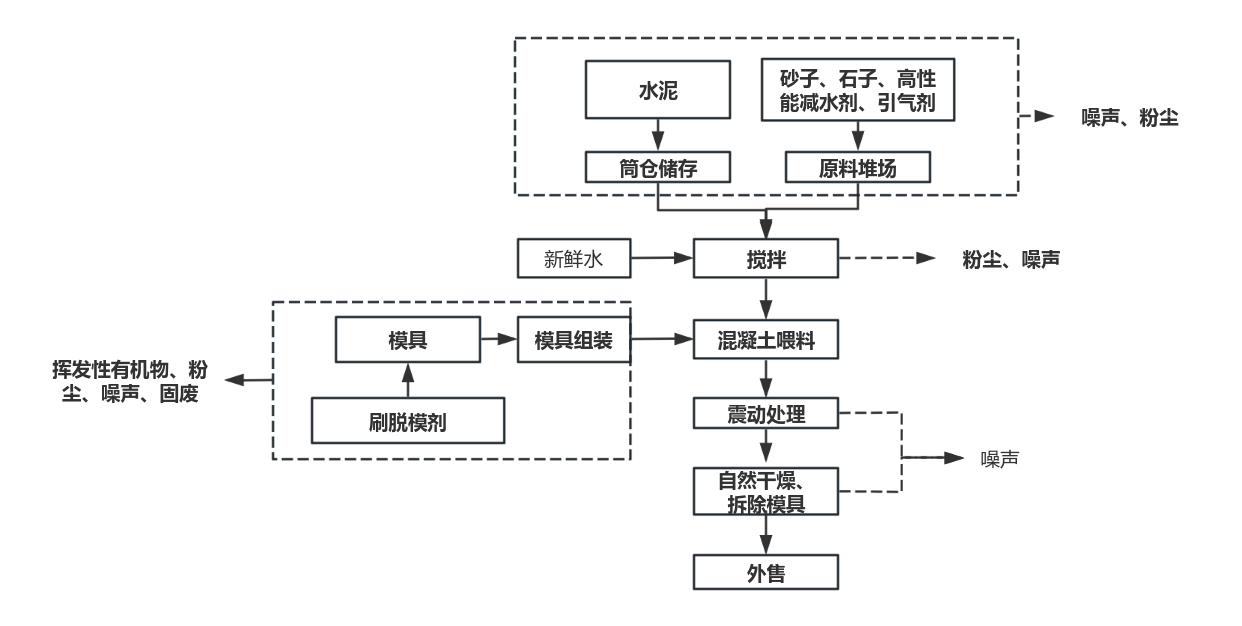 水泥
砂子、石子、高性
能减水剂、引气剂
噪声、粉尘
筒仓储存
原料堆场
新鲜水
搅拌
粉尘、噪声
模具
模具组装
混凝土喂料
挥发性有机物、粉
尘、噪声、固废
刷脱模剂
震动处理
噪声
自然干燥、
拆除模具
外售